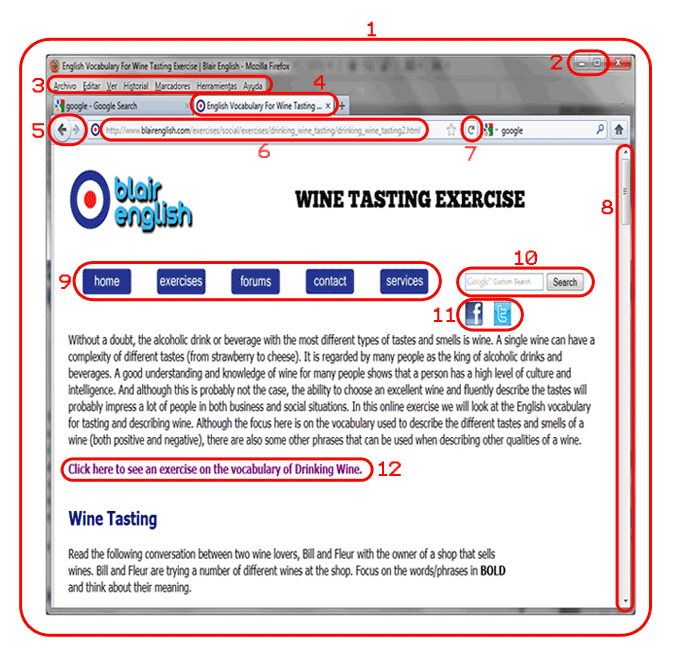 1
English Vocabulary For Wine Tasting Exercise | Blair English - Mozilla Firefox
2
3
Archivo Editar Ver Historial Marcadores Herramientas Ayuda
4
google - Google Search
English Vocabulary For Wine Tasting ... × +
5
http://www.blairenglish.com/exercises/social/exercises/drinking_wine_tasting/drinking_wine_tasting2.html
google
6
7
8
blair
english
WINE TASTING EXERCISE
9
home exercises forums contact services
10
Google™ Custom Search Search
11
Without a doubt, the alcoholic drink or beverage with the most different types of tastes and smells is wine. A single wine can have a
complexity of different tastes (from strawberry to cheese). It is regarded by many people as the king of alcoholic drinks and
beverages. A good understanding and knowledge of wine for many people shows that a person has a high level of culture and
intelligence. And although this is probably not the case, the ability to choose an excellent wine and fluently describe the tastes will
probably impress a lot of people in both business and social situations. In this online exercise we will look at the English vocabulary
for tasting and describing wine. Although the focus here is on the vocabulary used to describe the different tastes and smells of a
wine (both positive and negative), there are also some other phrases that can be used when describing other qualities of a wine.
Click here to see an exercise on the vocabulary of Drinking Wine. 12
Wine Tasting
Read the following conversation between two wine lovers, Bill and Fleur with the owner of a shop that sells
wines. Bill and Fleur are trying a number of different wines at the shop. Focus on the words/phrases in BOLD
and think about their meaning.